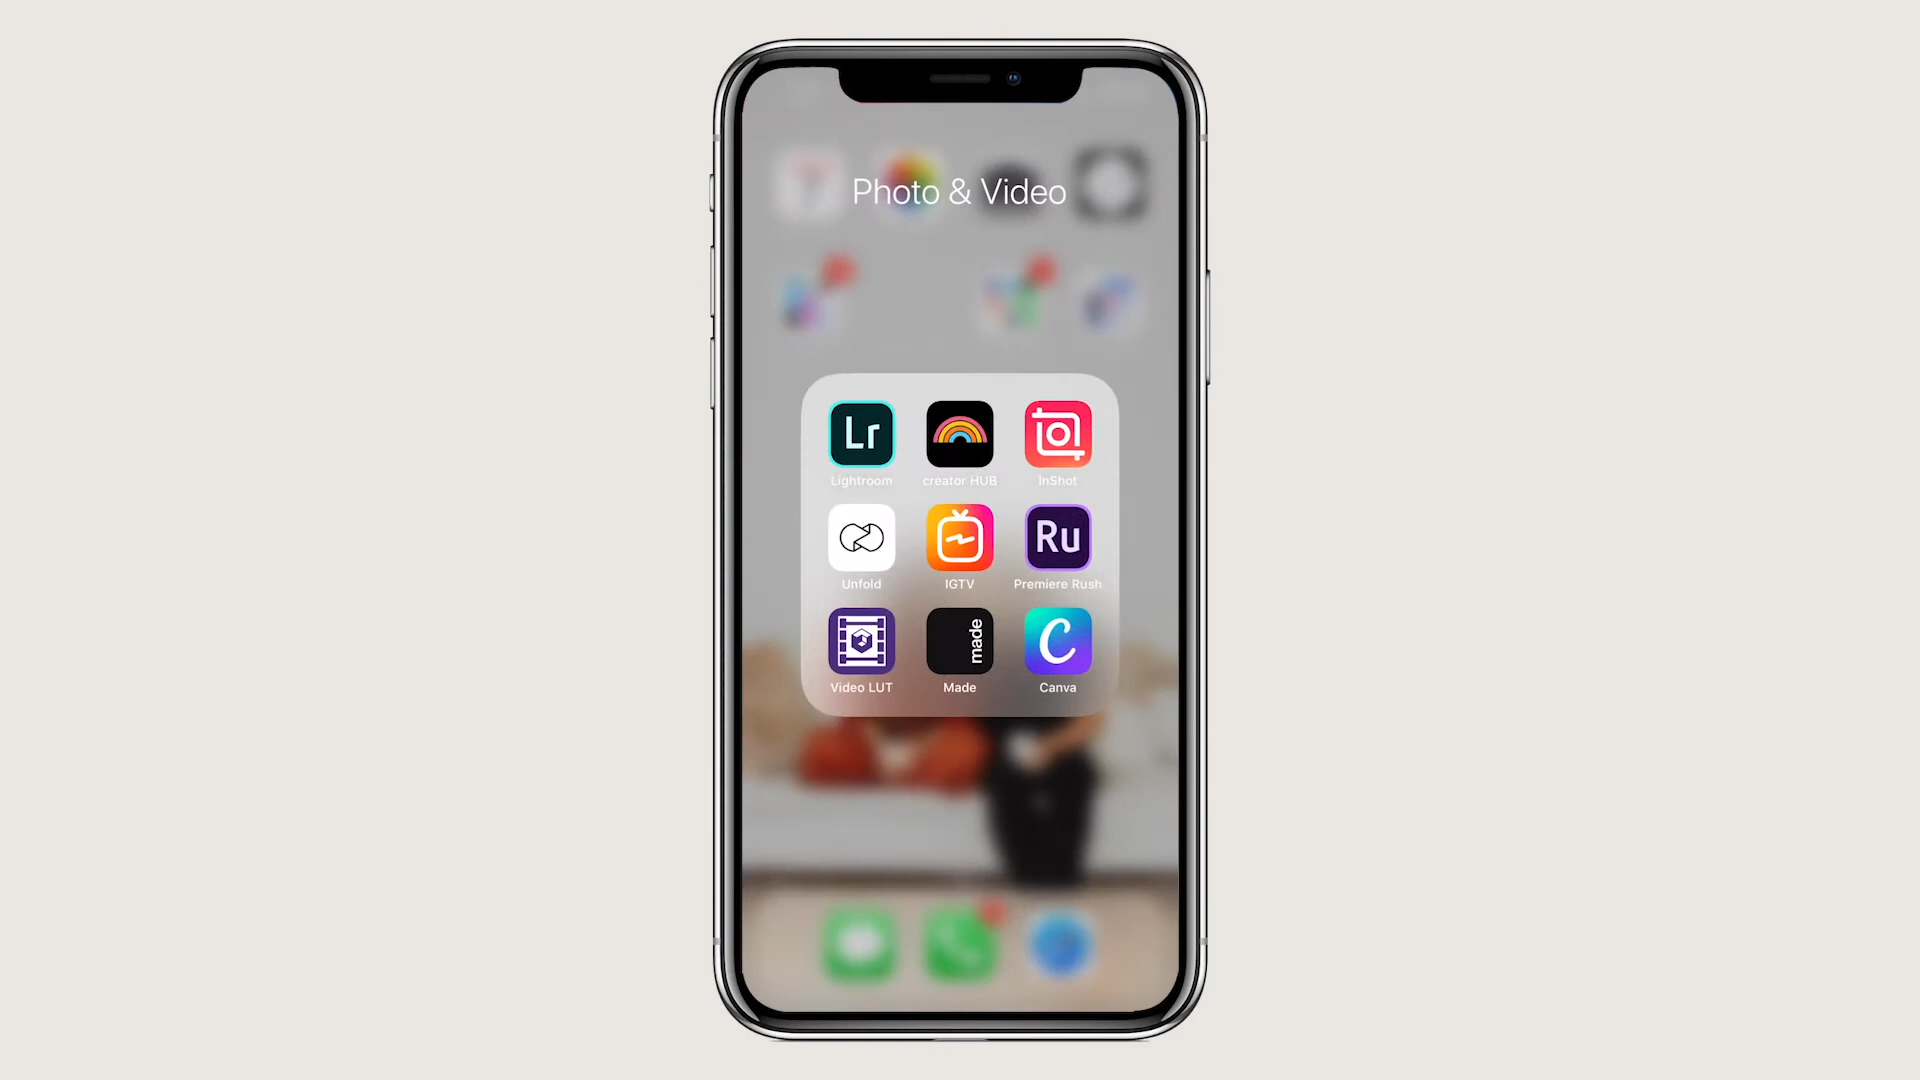 Photo & Video
Lr
Lightroom
creator HUB
InShot
Unfold
IGTV
Ru
Premiere Rush
made
C
Video LUT
Made
Canva